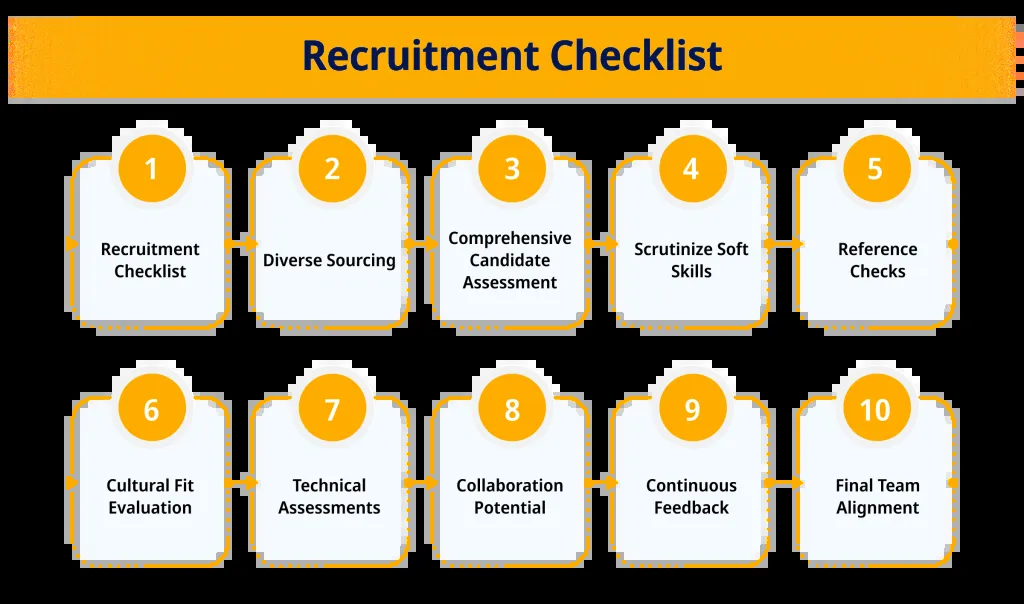 Recruitment Checklist
1
2
3
4
5
Recruitment
Checklist
Diverse Sourcing
Comprehensive
Candidate
Assessment
Scrutinize Soft
Skills
Reference
Checks
6
7
8
9
10
Cultural Fit
Evaluation
Technical
Assessments
Collaboration
Potential
Continuous
Feedback
Final Team
Alignment